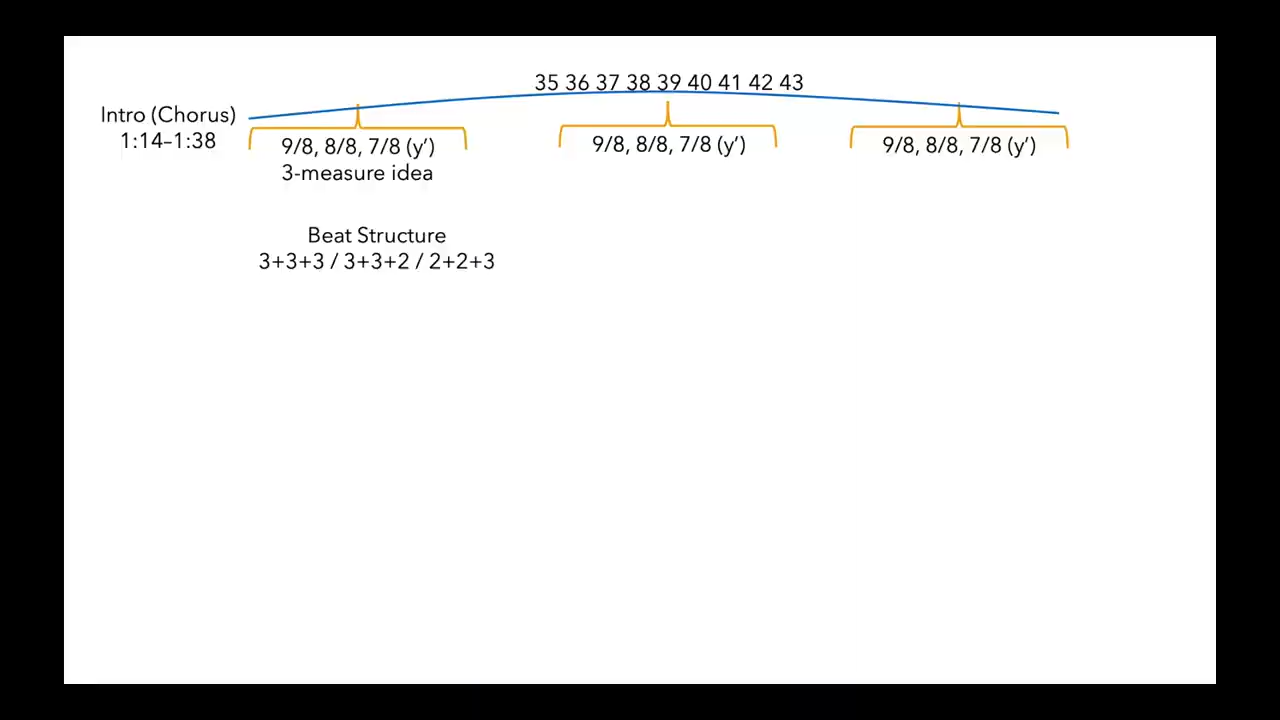 35 36 37 38 39 40 41 42 43
Intro (Chorus)
1:14–1:38
9/8, 8/8, 7/8 (y’)
3-measure idea
9/8, 8/8, 7/8 (y’)
9/8, 8/8, 7/8 (y’)
Beat Structure
3+3+3 / 3+3+2 / 2+2+3